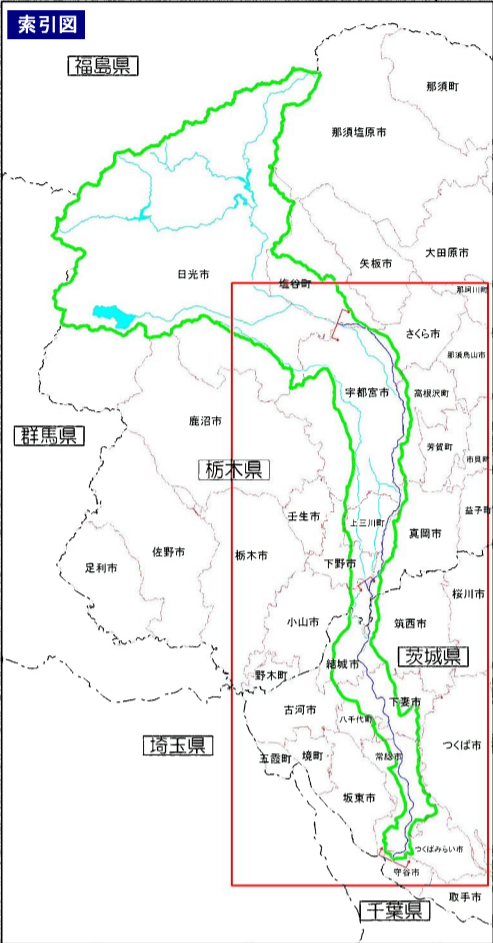 索引図
福島県
那須町
那須塩原市
大田原市
矢板市
日光市
塩谷町
那珂川町
さくら市
那須烏山市
宇都宮市
高根沢町
鹿沼市
芳賀町
群馬県
市貝町
栃木県
益子町
壬生市
上三川町
真岡市
佐野市
栃木市
下野市
足利市
桜川市
小山市
筑西市
茨城県
結城市
野木町
下妻市
古河市
八千代町
埼玉県
つくば市
五霞町
境町
常総市
坂東市
つくばみらい市
守谷市
取手市
千葉県